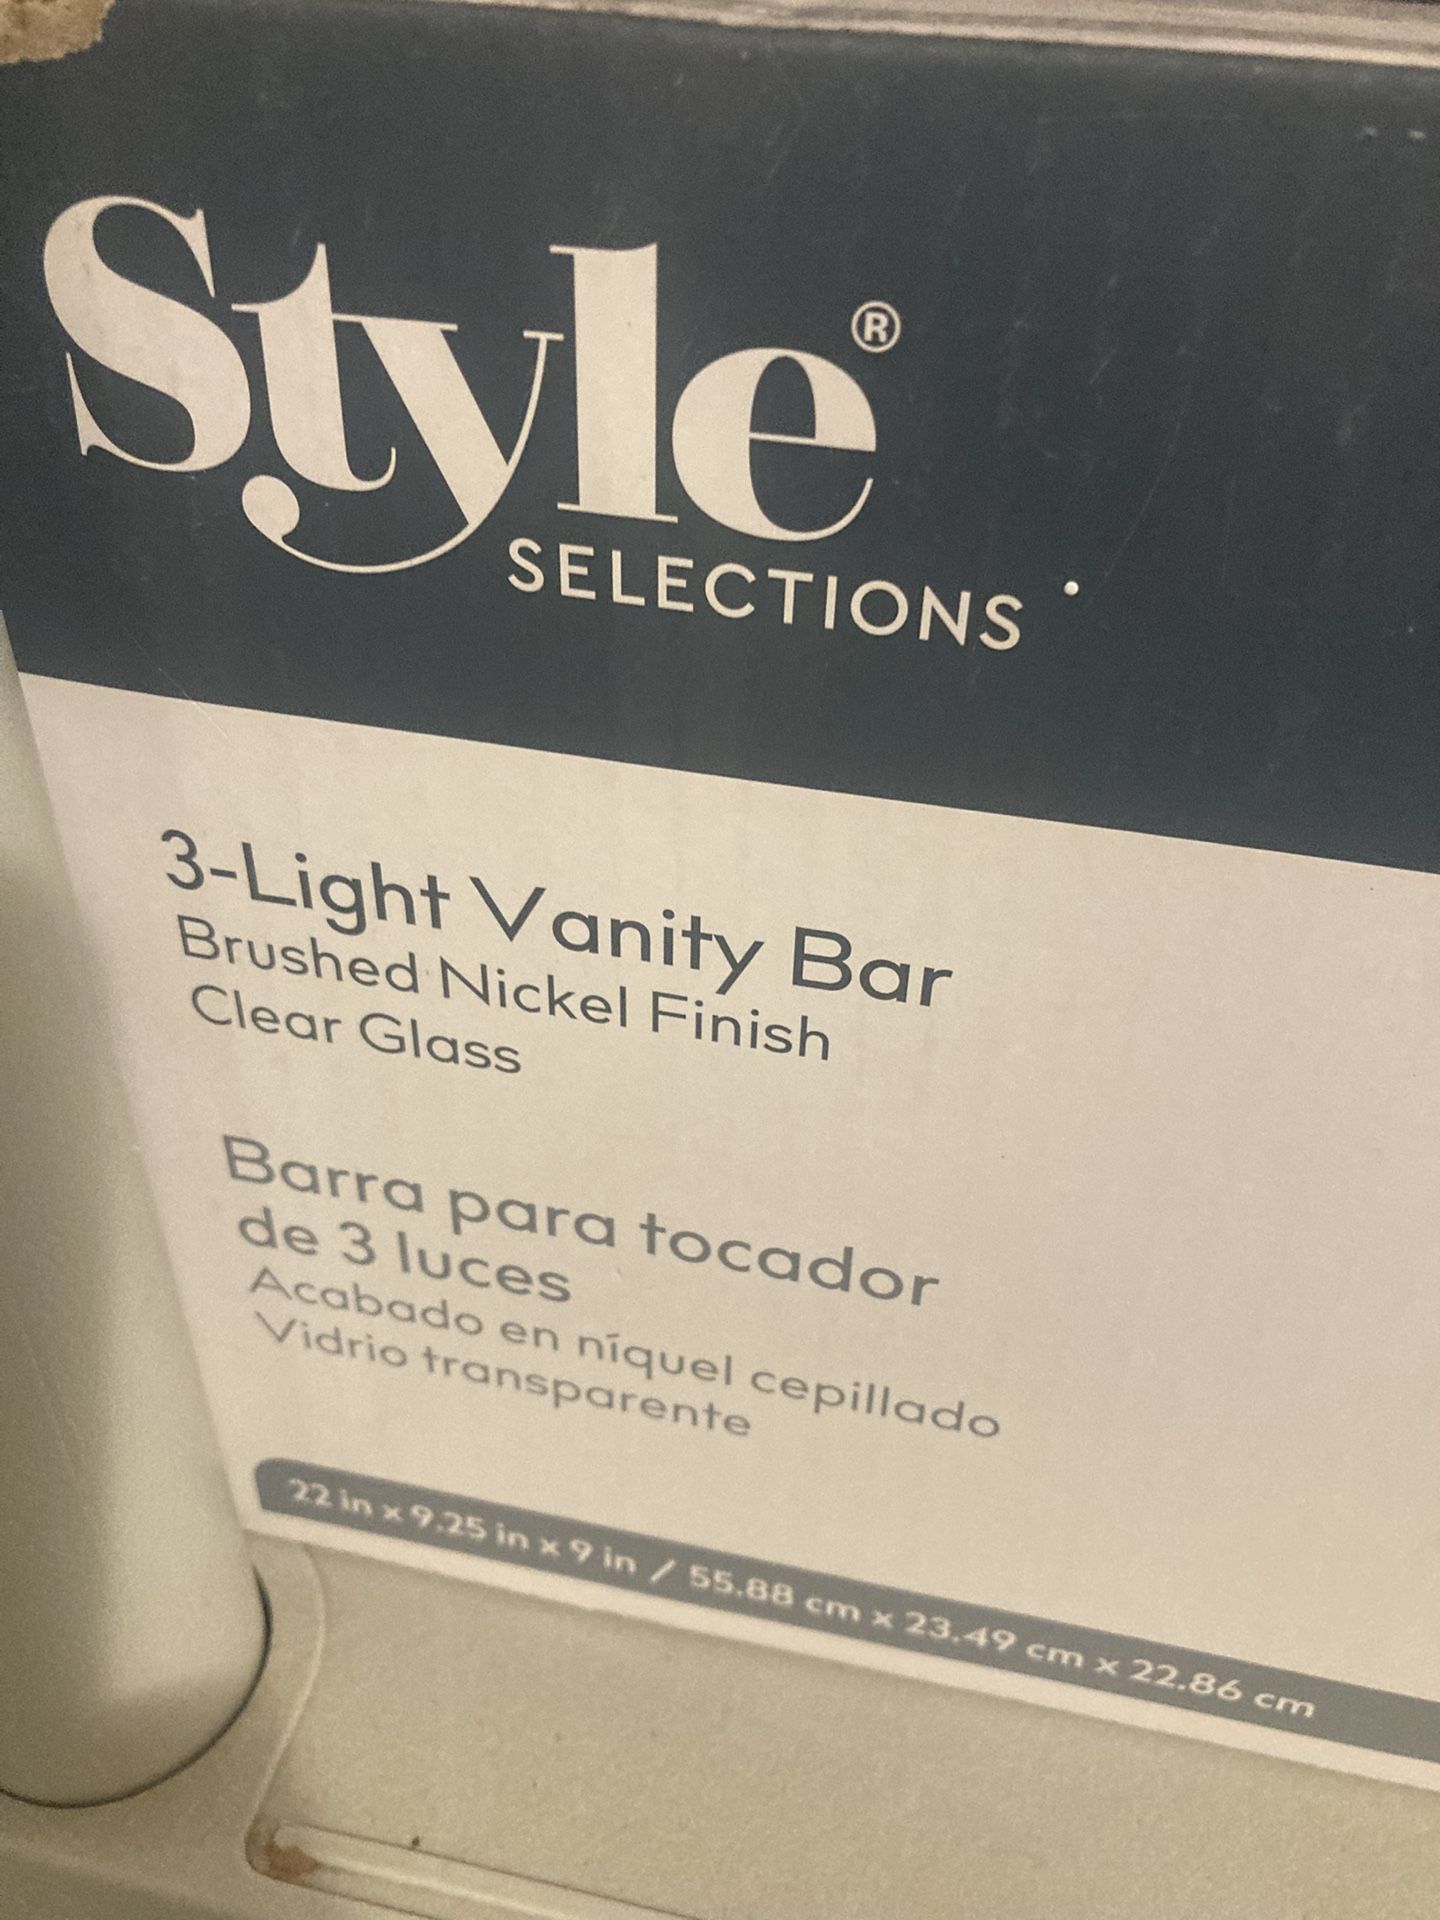 Style®
SELECTIONS
3-Light Vanity Bar
Brushed Nickel Finish
Clear Glass
Barra para tocador
de 3 luces
Acabado en níquel cepillado
Vidrio transparente
22 in x 9.25 in x 9 in / 55.88 cm x 23.49 cm x 22.86 cm